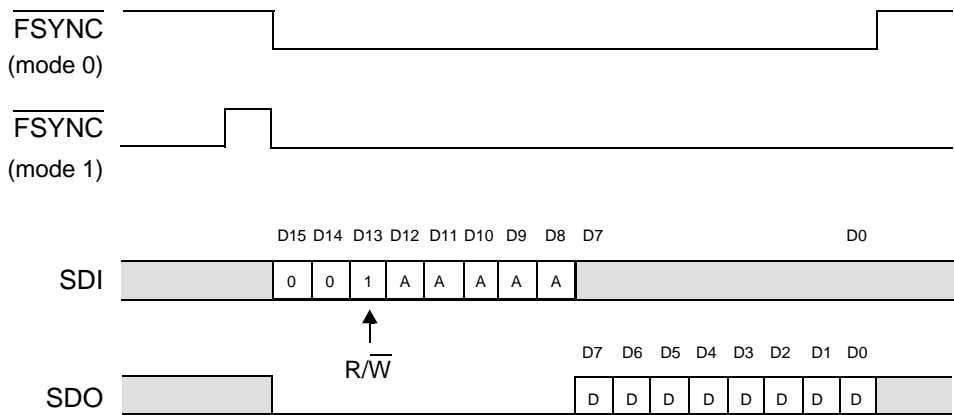 FSYNC
(mode 0)
FSYNC
(mode 1)
D15 D14 D13 D12 D11 D10 D9 D8 D7 D0
SDI 0 0 1 A A A A A
R/W
D7 D6 D5 D4 D3 D2 D1 D0
SDO D D D D D D D D